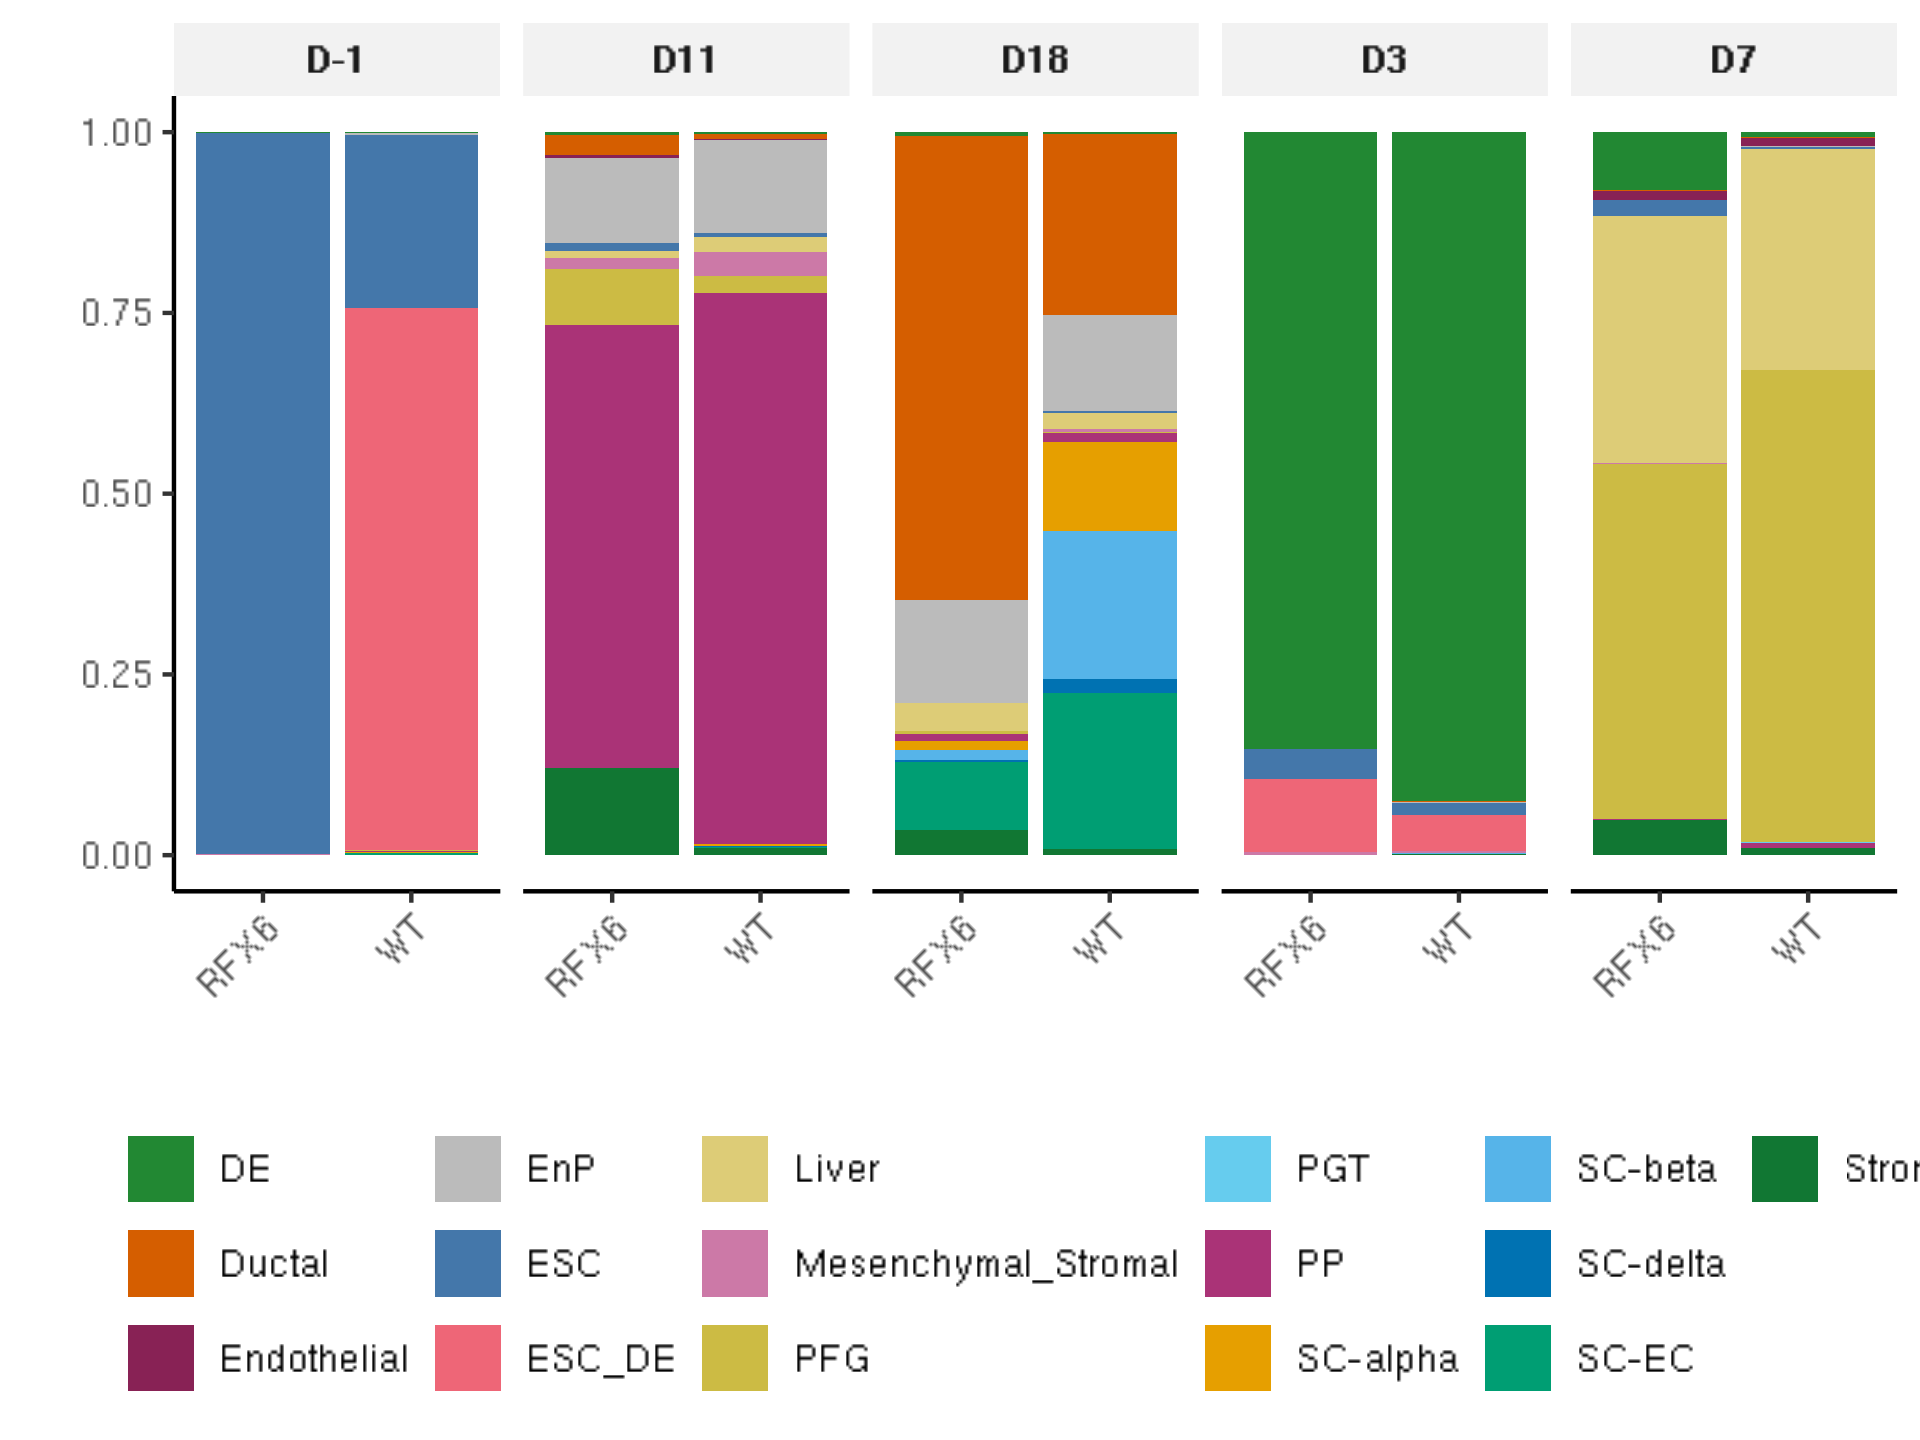 D-1 D11 D18 D3 D7
1.00
0.75
0.50
0.25
0.00
RFX6 WT RFX6 WT RFX6 WT RFX6 WT RFX6 WT
DE EnP Liver PGT SC-beta
Ductal ESC Mesenchymal_Stromal PP SC-delta
Endothelial ESC_DE PFG SC-alpha SC-EC